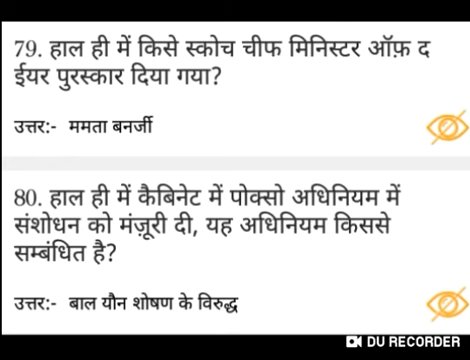 79. हाल ही में किसे स्कोच चीफ मिनिस्टर ऑफ़ द
ईयर पुरस्कार दिया गया?
उत्तर:- ममता बनर्जी
80. हाल ही में कैबिनेट में पोक्सो अधिनियम में
संशोधन को मंज़ूरी दी, यह अधिनियम किससे
सम्बंधित है?
उत्तर:- बाल यौन शोषण के विरुद्ध
DU RECORDER